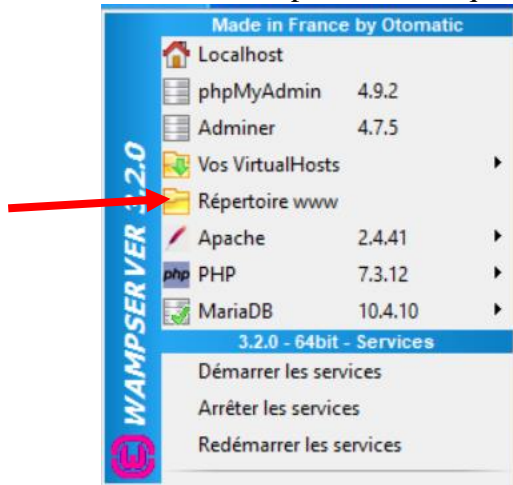 Made in France by Otomatic
Localhost
phpMyAdmin 4.9.2
Adminer 4.7.5
Vos VirtualHosts
Répertoire www
Apache 2.4.41
php PHP 7.3.12
MariaDB 10.4.10
3.2.0 - 64bit - Services
Démarrer les services
Arrêter les services
Redémarrer les services
WAMPSERVER 3.2.0